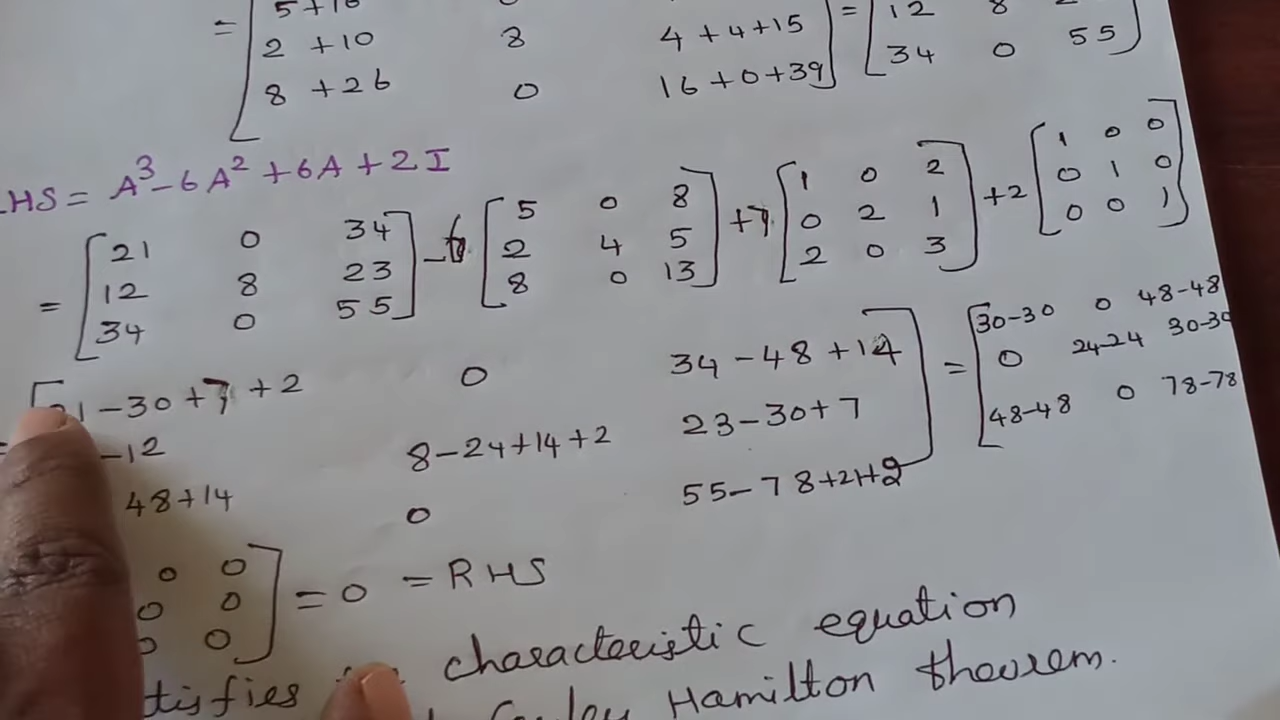 = 5+16
2 +10 8 4+4+15 = 12 8
8 +26 0 16+0+39 34 0 55
LHS = A³-6A²+6A+2I
= [21 0 34; 12 8 23; 34 0 55] -6 [5 0 8; 2 4 5; 8 0 13] +7 [1 0 2; 0 2 1; 2 0 3] +2 [1 0 0; 0 1 0; 0 0 1]
-30+7+2 0 34-48+14 = 30-30 0 48-48
-12 8-24+14+2 23-30+7 0 24-24 30-30
48+14 0 55-78+21+2 48-48 0 78-78
0 0
0 0 = 0 = RHS
0 0
characteristic equation
Hamilton theorem.